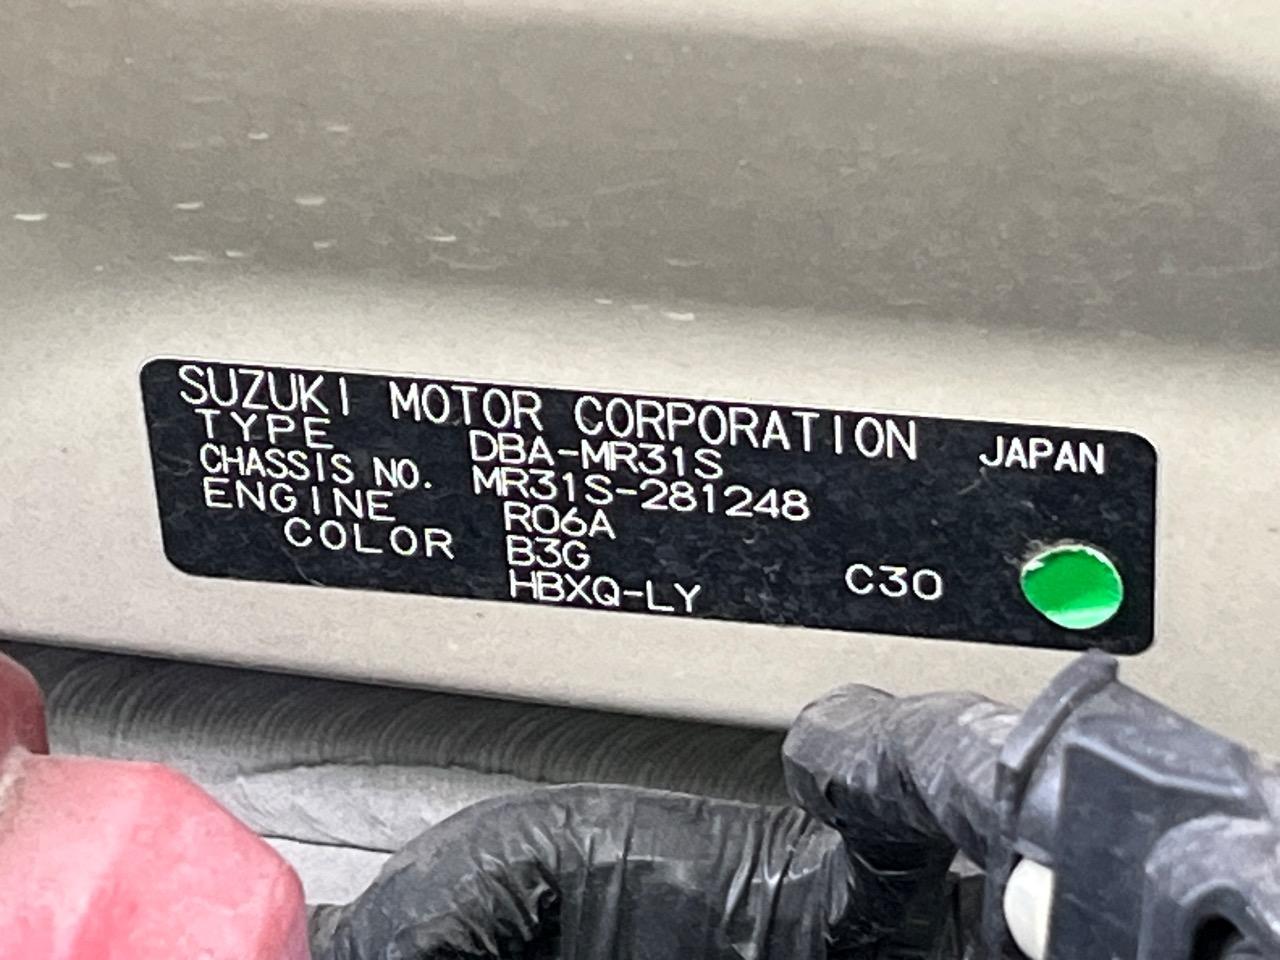 SUZUKI MOTOR CORPORATION JAPAN
TYPE DBA-MR31S
CHASSIS NO. MR31S-281248
ENGINE R06A
COLOR B3G
HBXQ-LY C30